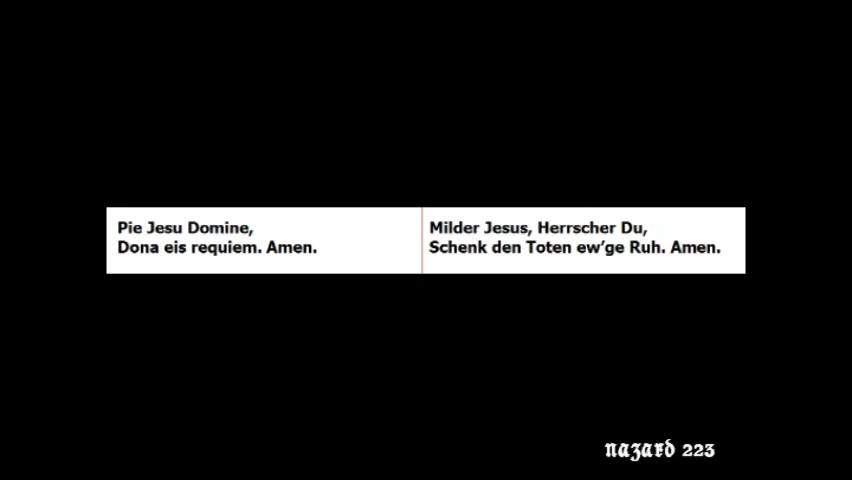 Pie Jesu Domine,
Dona eis requiem. Amen.
Milder Jesus, Herrscher Du,
Schenk den Toten ew’ge Ruh. Amen.
nazard 223